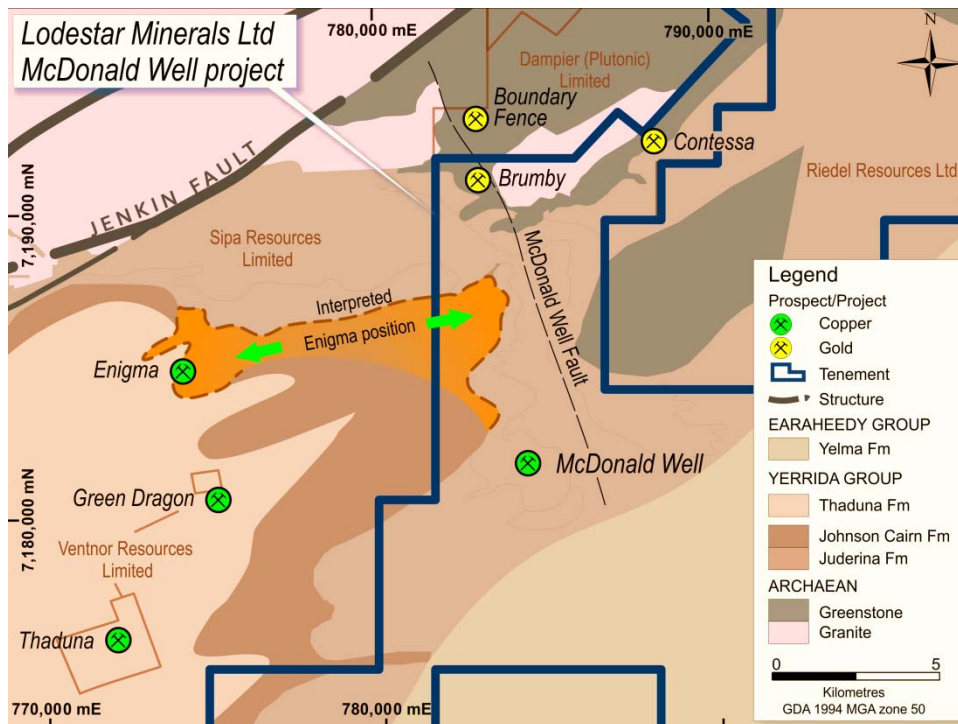 780,000 mE
790,000 mE
Lodestar Minerals Ltd
McDonald Well project
N
Dampier (Plutonic)
Limited
Boundary
Fence
Contessa
Brumby
Riedel Resources Ltd
JENKIN FAULT
7,190,000 mN
Sipa Resources
Limited
McDonald Well Fault
Interpreted
Enigma position
Enigma
McDonald Well
Green Dragon
7,180,000 mN
Ventnor Resources
Limited
Thaduna
770,000 mE
780,000 mE
Legend
Prospect/Project
Copper
Gold
Tenement
Structure
EARAHEEDY GROUP
Yelma Fm
YERRIDA GROUP
Thaduna Fm
Johnson Cairn Fm
Juderina Fm
ARCHAEAN
Greenstone
Granite
0 5
Kilometres
GDA 1994 MGA zone 50